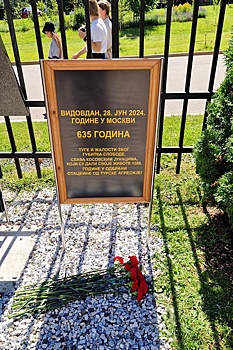 ВИДОВДАН, 28. ЈУН 2024.
ГОДИНЕ У МОСКВИ
635 ГОДИНА
ТУГЕ И ЖАЛОСТИ ЗБОГ
ГУБИТКА СЛОБОДЕ,
СЛАВА КОСОВСКИМ ЈУНАЦИМА,
КОЈИ СУ ДАЛИ СВОЈЕ ЖИВОТЕ 1389.
ГОДИНЕ У ОДБРАНИ
ОТАЏБИНЕ ОД ТУРСКЕ АГРЕСИЈЕ!